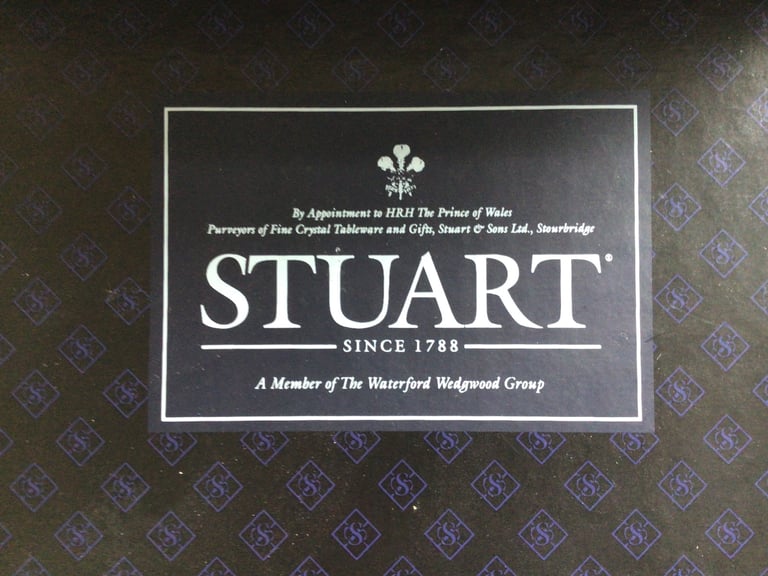 By Appointment to HRH The Prince of Wales
Purveyors of Fine Crystal Tableware and Gifts, Stuart & Sons Ltd., Stourbridge
STUART®
SINCE 1788
A Member of The Waterford Wedgwood Group